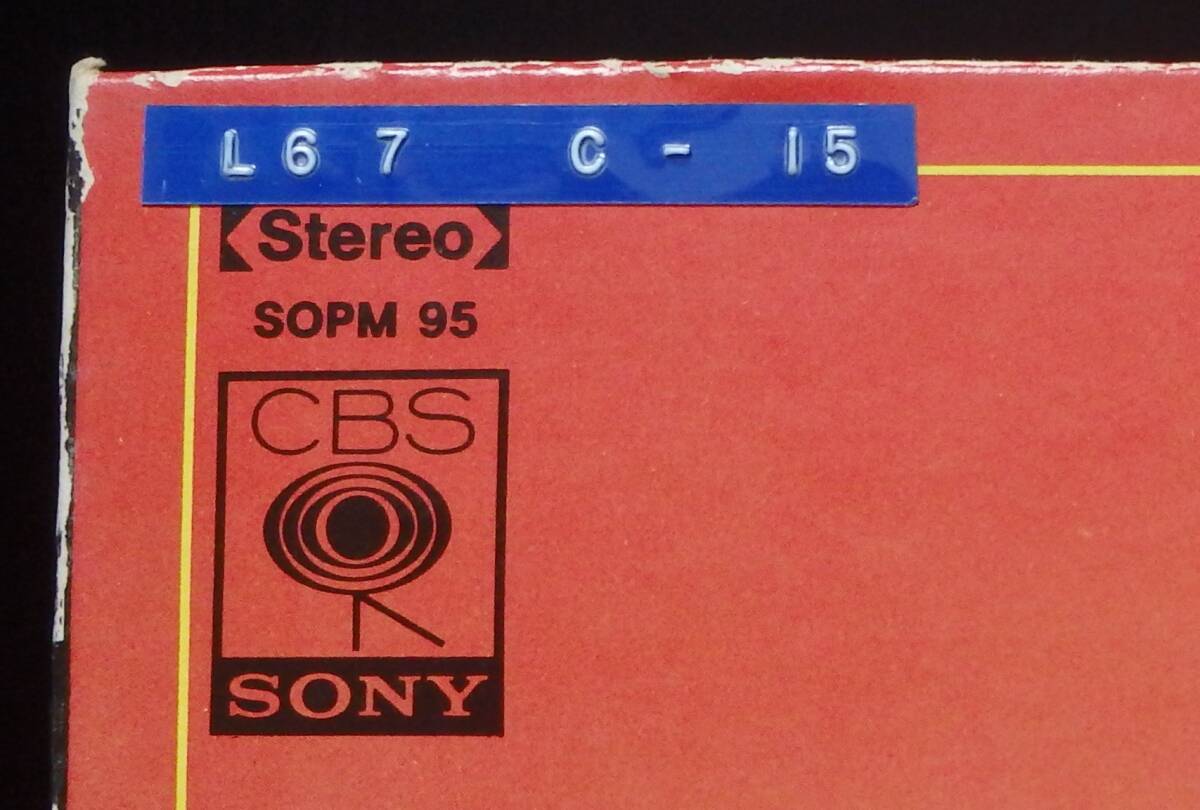 L67 C-15
Stereo
SOPM 95
CBS
SONY